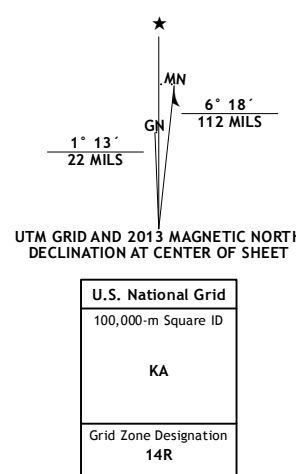 ★
MN
GN
6° 18´
112 MILS
1° 13´
22 MILS
UTM GRID AND 2013 MAGNETIC NORTH
DECLINATION AT CENTER OF SHEET
U.S. National Grid
100,000-m Square ID
KA
Grid Zone Designation
14R